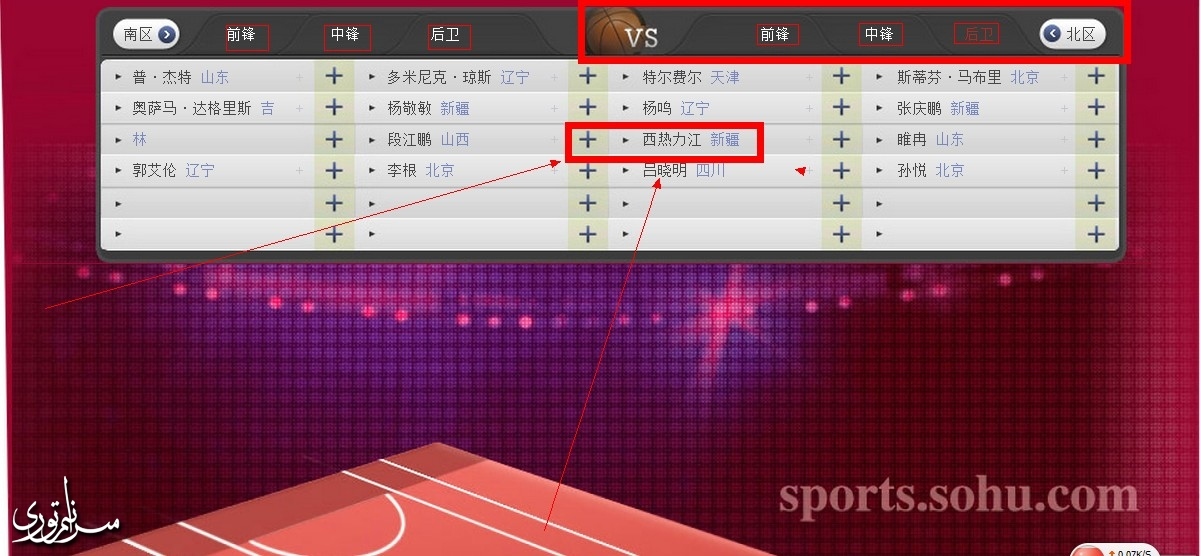 南区 前锋 中锋 后卫 VS 前锋 中锋 后卫 北区
普·杰特 山东 多米尼克·琼斯 辽宁 特尔费尔 天津 斯蒂芬·马布里 北京
奥萨马·达格里斯 吉 杨敬敏 新疆 杨鸣 辽宁 张庆鹏 新疆
林 段江鹏 山西 西热力江 新疆 睢冉 山东
郭艾伦 辽宁 李根 北京 吕晓明 四川 孙悦 北京
sports.sohu.com
0.07K/S